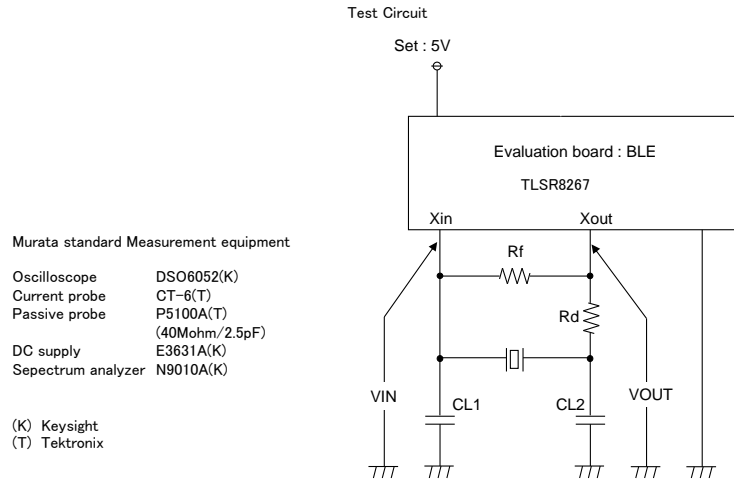 Test Circuit
Set : 5V
Evaluation board : BLE
TLSR8267
Xin Xout
Murata standard Measurement equipment
Rf
Oscilloscope DSO6052(K)
Current probe CT-6(T)
Passive probe P5100A(T)
(40Mohm/2.5pF)
Rd
DC supply E3631A(K)
Sepectrum analyzer N9010A(K)
VIN CL1 CL2 VOUT
(K) Keysight
(T) Tektronix